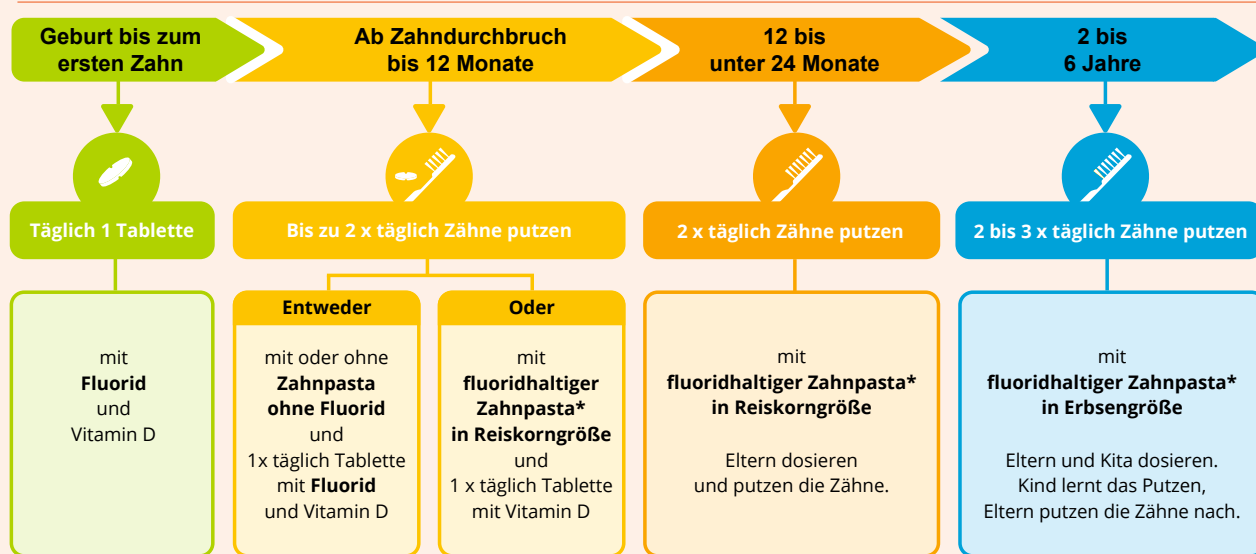 Geburt bis zum
ersten Zahn
Ab Zahndurchbruch
bis 12 Monate
12 bis
unter 24 Monate
2 bis
6 Jahre
Täglich 1 Tablette
Bis zu 2 x täglich Zähne putzen
2 x täglich Zähne putzen
2 bis 3 x täglich Zähne putzen
mit
Fluorid
und
Vitamin D
Entweder
mit oder ohne
Zahnpasta
ohne Fluorid
und
1x täglich Tablette
mit Fluorid
und Vitamin D
Oder
mit
fluoridhaltiger
Zahnpasta*
in Reiskorngröße
und
1 x täglich Tablette
mit Vitamin D
mit
fluoridhaltiger Zahnpasta*
in Reiskorngröße
Eltern dosieren
und putzen die Zähne.
mit
fluoridhaltiger Zahnpasta*
in Erbsengröße
Eltern und Kita dosieren.
Kind lernt das Putzen,
Eltern putzen die Zähne nach.